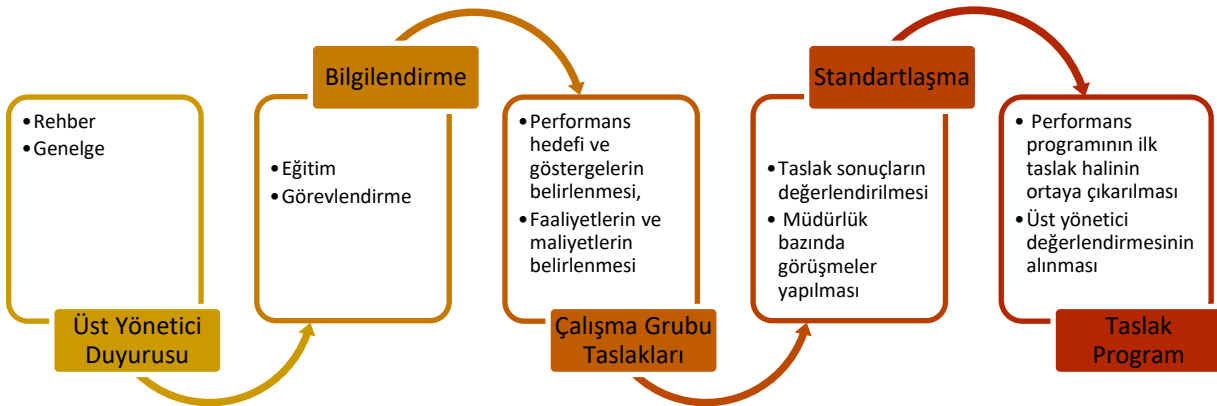 • Rehber
• Genelge
Üst Yönetici
Duyurusu
Bilgilendirme
• Eğitim
• Görevlendirme
• Performans
hedefi ve
göstergelerin
belirlenmesi,
• Faaliyetlerin ve
maliyetlerin
belirlenmesi
Çalışma Grubu
Taslakları
Standartlaşma
• Taslak sonuçların
değerlendirilmesi
• Müdürlük
bazında
görüşmeler
yapılması
• Performans
programının ilk
taslak halinin
ortaya çıkarılması
• Üst yönetici
değerlendirmesinin
alınması
Taslak
Program